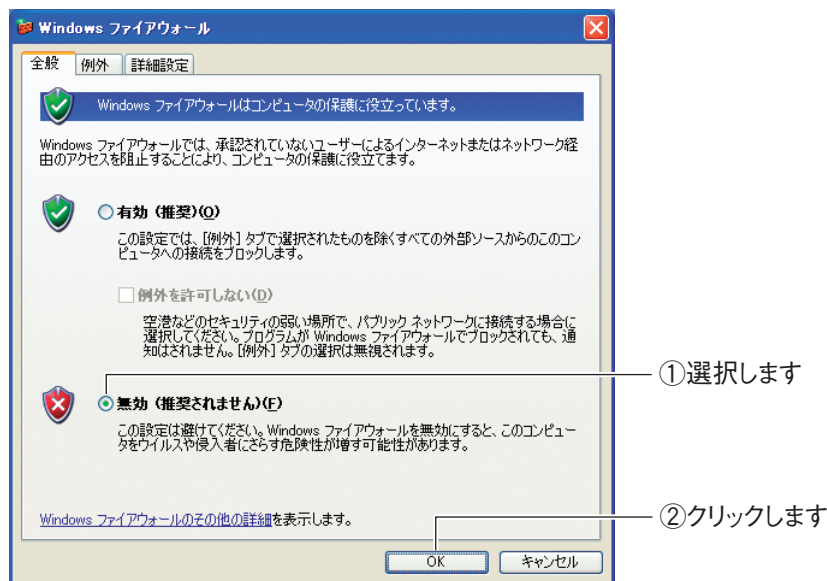 Windows ファイアウォール
全般 例外 詳細設定
Windows ファイアウォールはコンピュータの保護に役立っています。
Windows ファイアウォールでは、承認されていないユーザーによるインターネットまたはネットワーク経
由のアクセスを阻止することにより、コンピュータの保護に役立てます。
有効 (推奨)(O)
この設定では、[例外] タブで選択されたものを除くすべての外部ソースからのこのコン
ピュータへの接続をブロックします。
例外を許可しない(D)
空港などのセキュリティの弱い場所で、パブリック ネットワークに接続する場合に
選択してください。プログラムが Windows ファイアウォールでブロックされても、通
知はされません。[例外] タブの選択は無視されます。
①選択します
無効 (推奨されません)(F)
この設定は避けてください。Windows ファイアウォールを無効にすると、このコンピュー
タをウイルスや侵入者にさらす危険性が増す可能性があります。
Windows ファイアウォールのその他の詳細を表示します。
②クリックします
OK キャンセル